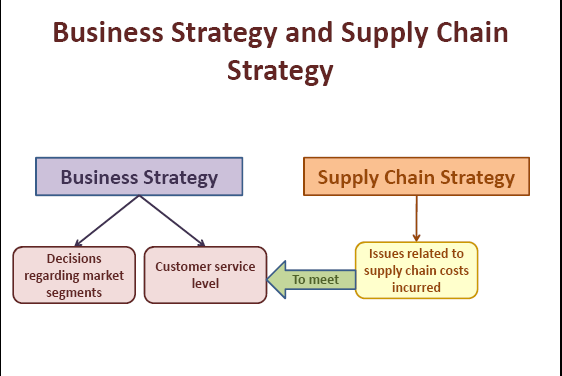 Business Strategy and Supply Chain
Strategy
Business Strategy
Supply Chain Strategy
Decisions
regarding market
segments
Customer service
level
To meet
Issues related to
supply chain costs
incurred